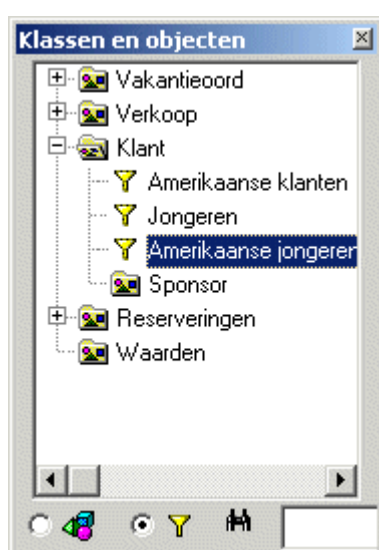 Klassen en objecten
Vakantieoord
Verkoop
Klant
Amerikaanse klanten
Jongeren
Amerikaanse jongeren
Sponsor
Reserveringen
Waarden